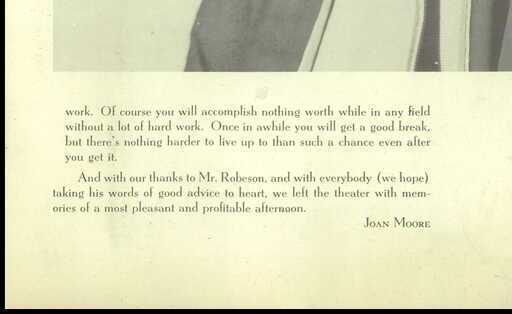 work. Of course you will accomplish nothing worth while in any field
without a lot of hard work. Once in awhile you will get a good break,
but there's nothing harder to live up to than such a chance even after
you get it.
And with our thanks to Mr. Robeson, and with everybody (we hope)
taking his words of good advice to heart, we left the theater with mem-
ories of a most pleasant and profitable afternoon.
Joan Moore